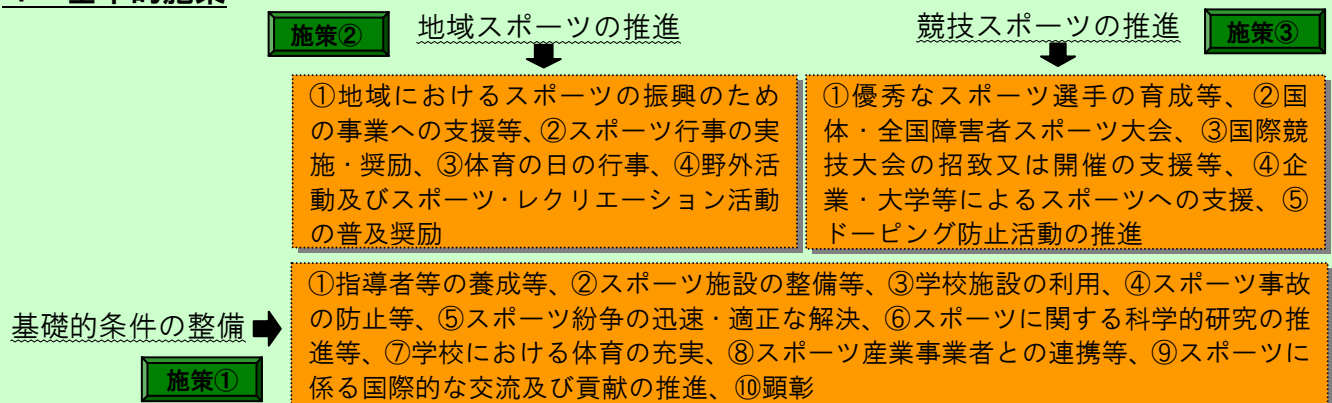 施策②
地域スポーツの推進
競技スポーツの推進
施策③
①地域におけるスポーツの振興のため
の事業への支援等、②スポーツ行事の実
施・奨励、③体育の日の行事、④野外活
動及びスポーツ・レクリエーション活動
の普及奨励
①優秀なスポーツ選手の育成等、②国
体・全国障害者スポーツ大会、③国際競
技大会の招致又は開催の支援等、④企
業・大学等によるスポーツへの支援、⑤
ドーピング防止活動の推進
基礎的条件の整備
施策①
①指導者等の養成等、②スポーツ施設の整備等、③学校施設の利用、④スポーツ事故
の防止等、⑤スポーツ紛争の迅速・適正な解決、⑥スポーツに関する科学的研究の推
進等、⑦学校における体育の充実、⑧スポーツ産業事業者との連携等、⑨スポーツに
係る国際的な交流及び貢献の推進、⑩顕彰